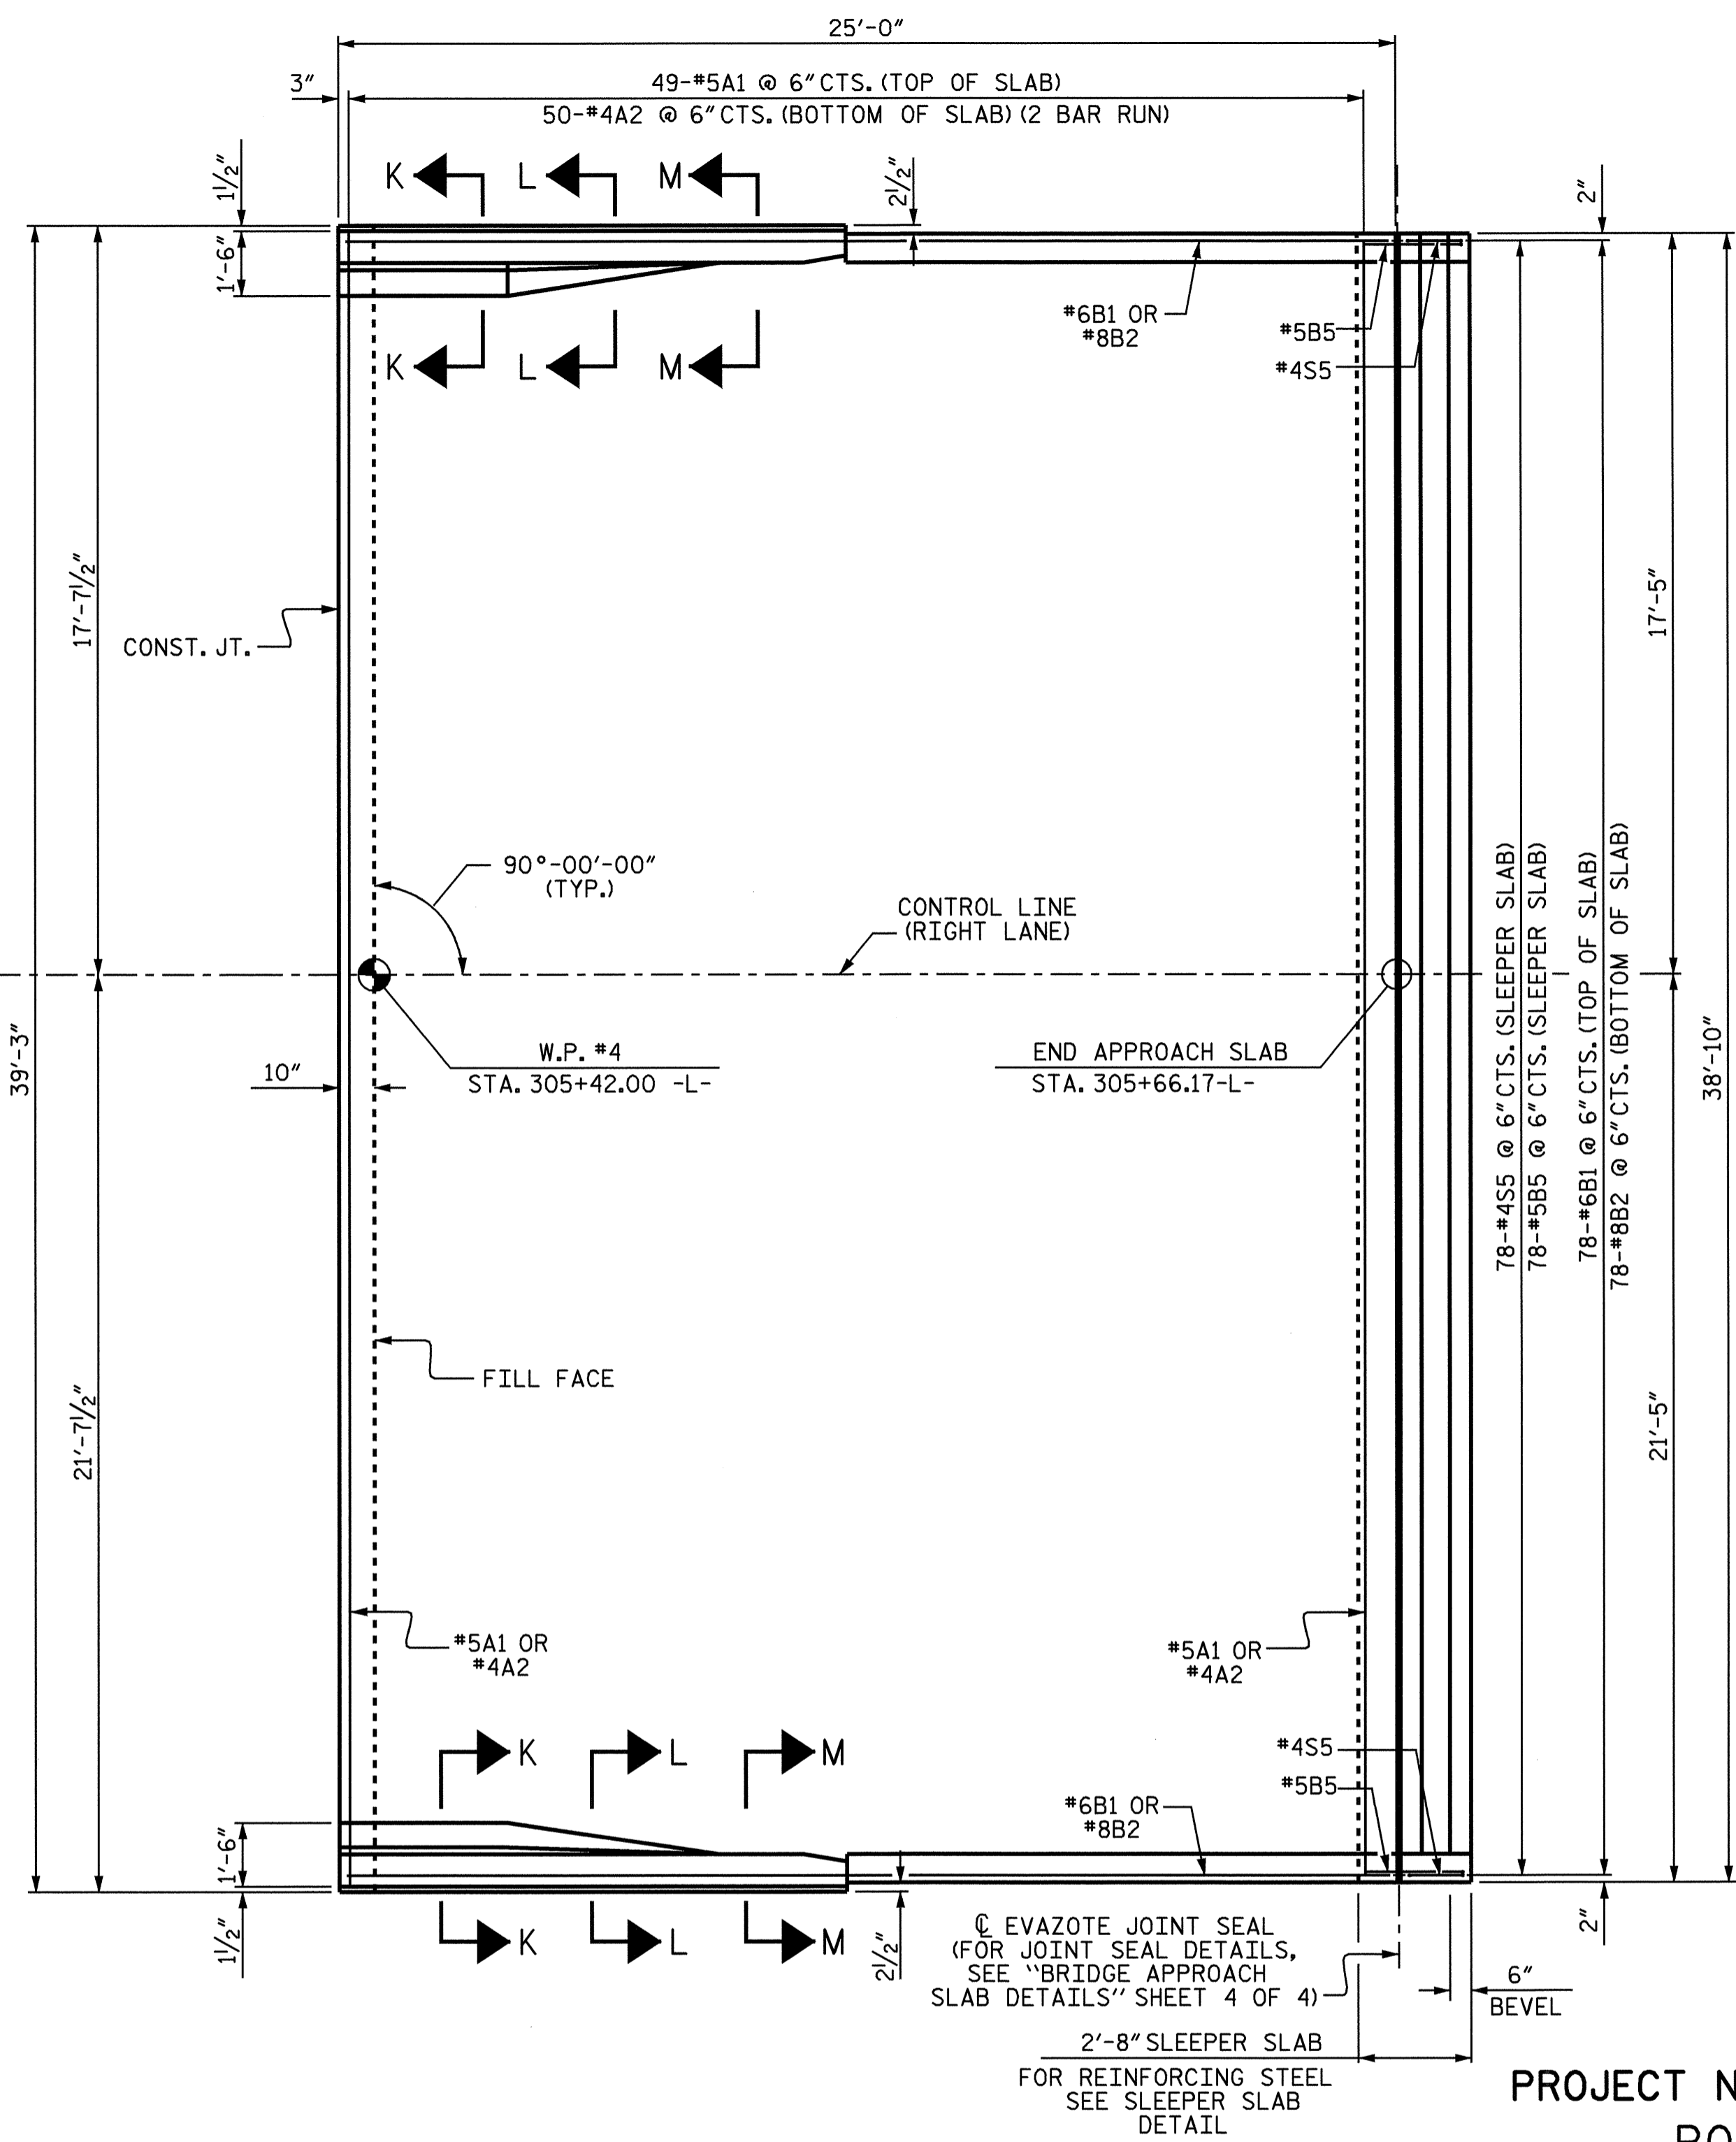 25'-0"
3"
49-#5A1 @ 6"CTS. (TOP OF SLAB)
50-#4A2 @ 6"CTS. (BOTTOM OF SLAB) (2 BAR RUN)
K
L
M
1½"
2½"
2"
1'-6"
#6B1 OR
#8B2
#5B5
#4S5
K
L
M
17'-7½"
17'-5"
CONST. JT.
90°-00'-00"
(TYP.)
CONTROL LINE
(RIGHT LANE)
78-#4S5 @ 6"CTS. (SLEEPER SLAB)
78-#5B5 @ 6"CTS. (SLEEPER SLAB)
78-#6B1 @ 6"CTS. (TOP OF SLAB)
78-#8B2 @ 6"CTS. (BOTTOM OF SLAB)
39'-3"
38'-10"
10"
W.P. #4
STA. 305+42.00 -L-
END APPROACH SLAB
STA. 305+66.17-L-
FILL FACE
21'-7½"
21'-5"
#5A1 OR
#4A2
#5A1 OR
#4A2
K
L
M
#4S5
#5B5
#6B1 OR
#8B2
1'-6"
1½"
K
L
M
2½"
2"
℄ EVAZOTE JOINT SEAL
(FOR JOINT SEAL DETAILS,
SEE "BRIDGE APPROACH
SLAB DETAILS" SHEET 4 OF 4)
6"
BEVEL
2'-8" SLEEPER SLAB
FOR REINFORCING STEEL
SEE SLEEPER SLAB
DETAIL
PROJECT N